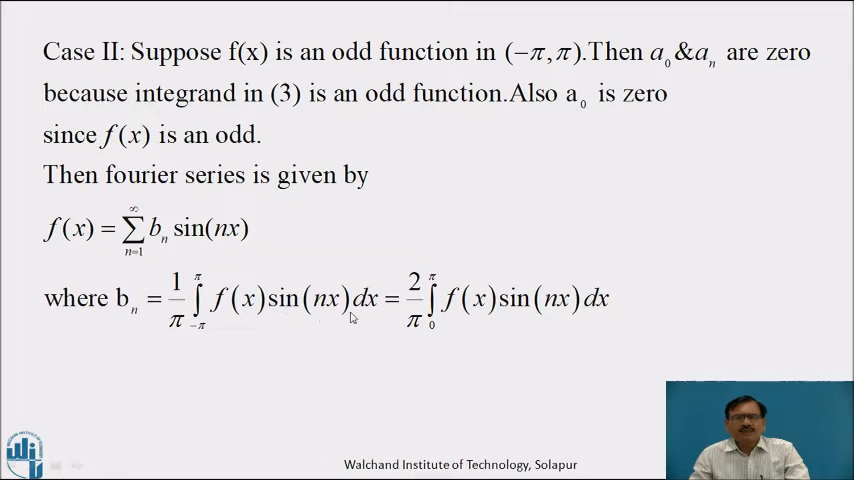 Case II: Suppose f(x) is an odd function in (−π, π).Then a₀&aₙ are zero
because integrand in (3) is an odd function.Also a₀ is zero
since f(x) is an odd.
Then fourier series is given by
f(x) = ∑_{n=1}^{∞} bₙ sin(nx)
where bₙ = 1/π ∫_{−π}^{π} f(x)sin(nx)dx = 2/π ∫_{0}^{π} f(x)sin(nx)dx
Walchand Institute of Technology, Solapur